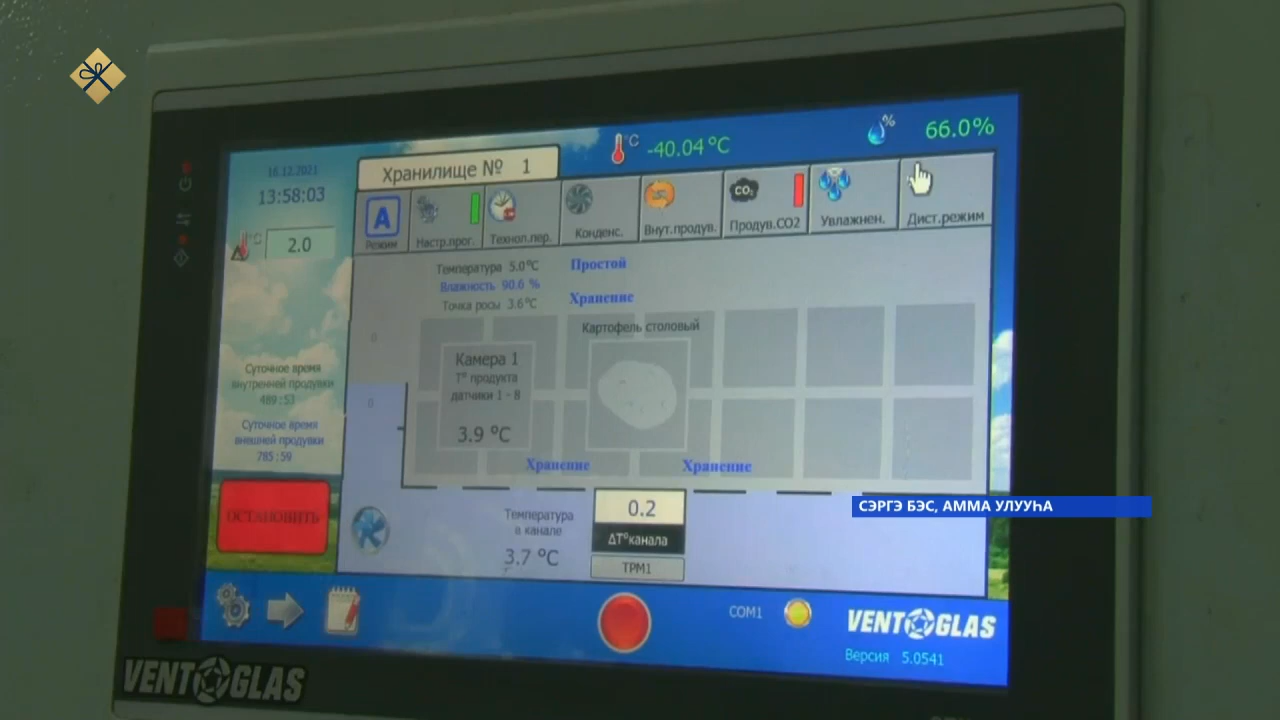 16.12.2021
13:58:03
°C
2.0
Хранилище № 1
°C
-40.04 °C
%
66.0%
A
Режим
Настр.прог.
Технол.пер.
Конденс.
Внут.продув.
CO₂
Продув.CO2
Увлажнен.
Дист.режим
Температура 5.0°C
Простой
Влажность 90.6 %
Точка росы 3.6°C
Хранение
Картофель столовый
0
0
Камера 1
T° продукта
датчики 1 - 8
3.9 °C
Хранение
Хранение
Суточное время
внутренней продувки
489 : 53
Суточное время
внешней продувки
785 : 59
ОСТАНОВИТЬ
Температура
в канале
3.7 °C
0.2
ΔT°канала
ТРМ1
СЭРГЭ БЭС, АММА УЛУУҺА
COM1
VENTOGLAS
Версия 5.0541
VENTOGLAS